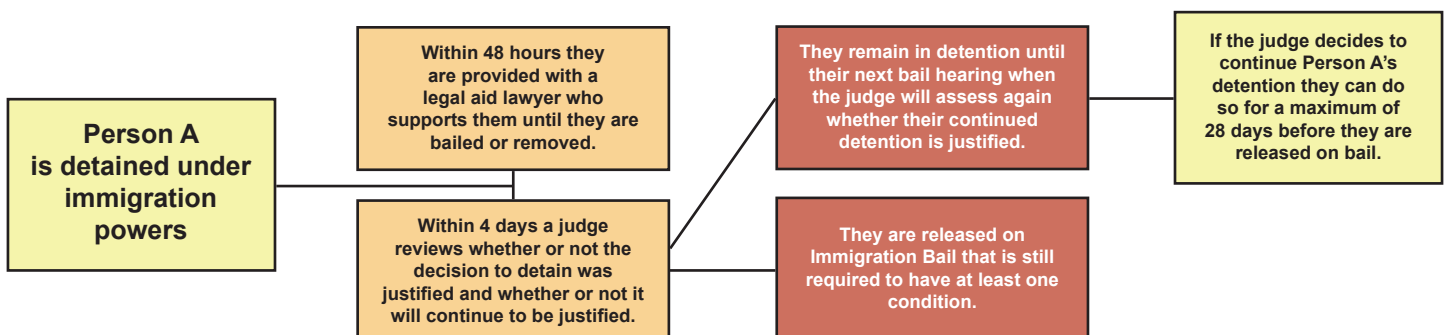 Person A
is detained under
immigration
powers
Within 48 hours they
are provided with a
legal aid lawyer who
supports them until they are
bailed or removed.
Within 4 days a judge
reviews whether or not the
decision to detain was
justified and whether or not it
will continue to be justified.
They remain in detention until
their next bail hearing when
the judge will assess again
whether their continued
detention is justified.
They are released on
Immigration Bail that is still
required to have at least one
condition.
If the judge decides to
continue Person A's
detention they can do
so for a maximum of
28 days before they are
released on bail.